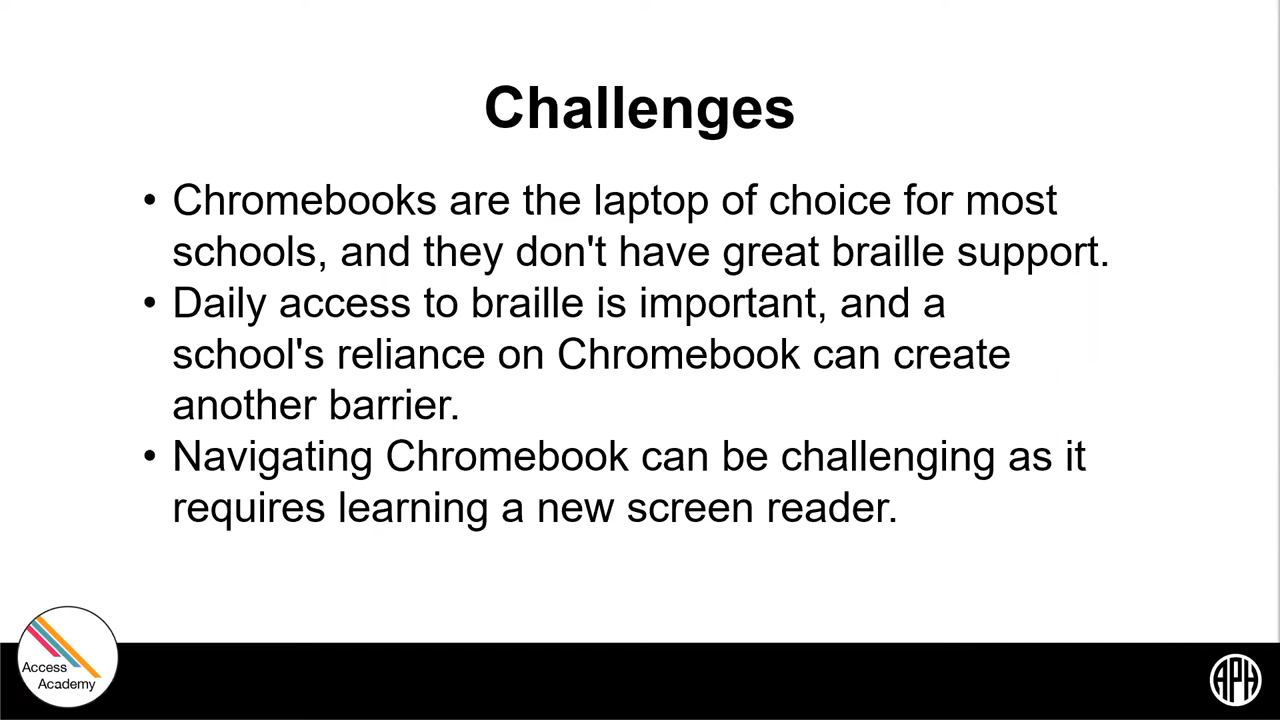 Challenges
• Chromebooks are the laptop of choice for most
schools, and they don't have great braille support.
• Daily access to braille is important, and a
school's reliance on Chromebook can create
another barrier.
• Navigating Chromebook can be challenging as it
requires learning a new screen reader.
Access
Academy
APH